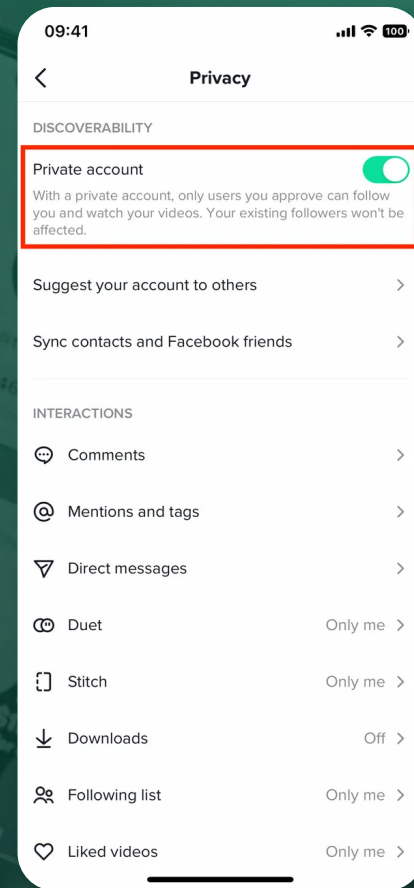 09:41
100
Privacy
DISCOVERABILITY
Private account
With a private account, only users you approve can follow
you and watch your videos. Your existing followers won't be
affected.
Suggest your account to others
Sync contacts and Facebook friends
INTERACTIONS
Comments
Mentions and tags
Direct messages
Duet Only me
Stitch Only me
Downloads Off
Following list Only me
Liked videos Only me